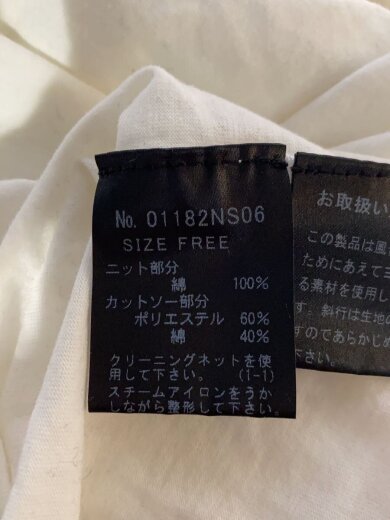 No. 01182NS06
SIZE FREE
ニット部分
綿 100%
カットソー部分
ポリエステル 60%
綿 40%
クリーニングネットを使
用して下さい。 (i-1)
スチームアイロンをうか
しながら整形して下さい。
お取扱い
この製品は風
ためにあえて
る素材を使用し
す。斜行は生地の
すのであらかじめ
下さい。